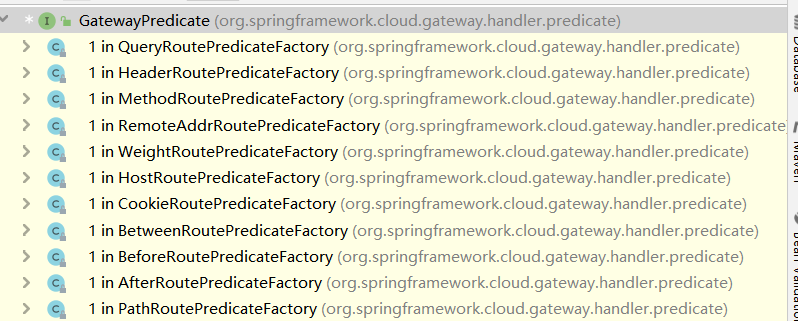 GatewayPredicate (org.springframework.cloud.gateway.handler.predicate)
1 in QueryRoutePredicateFactory (org.springframework.cloud.gateway.handler.predicate)
1 in HeaderRoutePredicateFactory (org.springframework.cloud.gateway.handler.predicate)
1 in MethodRoutePredicateFactory (org.springframework.cloud.gateway.handler.predicate)
1 in RemoteAddrRoutePredicateFactory (org.springframework.cloud.gateway.handler.predicate
1 in WeightRoutePredicateFactory (org.springframework.cloud.gateway.handler.predicate)
1 in HostRoutePredicateFactory (org.springframework.cloud.gateway.handler.predicate)
1 in CookieRoutePredicateFactory (org.springframework.cloud.gateway.handler.predicate)
1 in BetweenRoutePredicateFactory (org.springframework.cloud.gateway.handler.predicate)
1 in BeforeRoutePredicateFactory (org.springframework.cloud.gateway.handler.predicate)
1 in AfterRoutePredicateFactory (org.springframework.cloud.gateway.handler.predicate)
1 in PathRoutePredicateFactory (org.springframework.cloud.gateway.handler.predicate)
Database
Maven